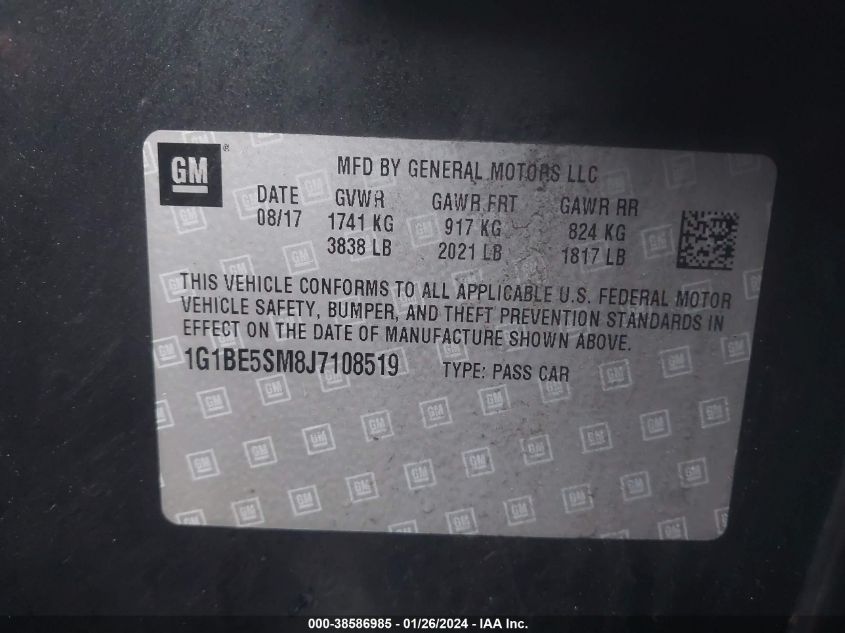 GM ®
MFD BY GENERAL MOTORS LLC
DATE GVWR GAWR FRT GAWR RR
08/17 1741 KG 917 KG 824 KG
3838 LB 2021 LB 1817 LB
THIS VEHICLE CONFORMS TO ALL APPLICABLE U.S. FEDERAL MOTOR
VEHICLE SAFETY, BUMPER, AND THEFT PREVENTION STANDARDS IN
EFFECT ON THE DATE OF MANUFACTURE SHOWN ABOVE.
1G1BE5SM8J7108519 TYPE: PASS CAR
000-38586985 - 01/26/2024 - IAA Inc.